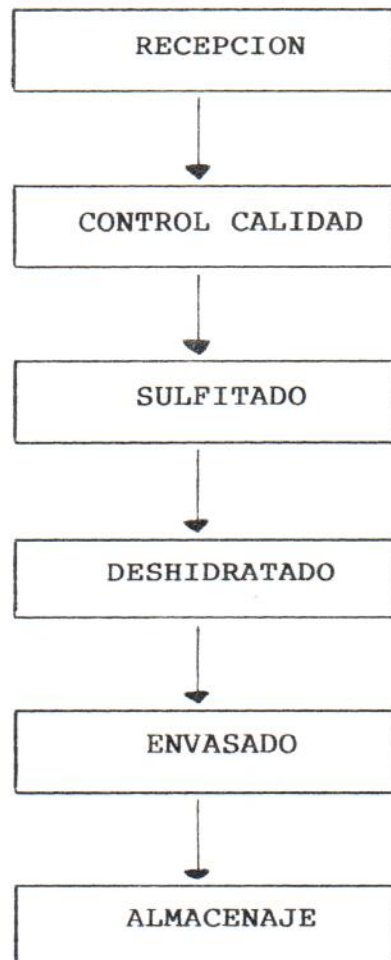 RECEPCION
CONTROL CALIDAD
SULFITADO
DESHIDRATADO
ENVASADO
ALMACENAJE